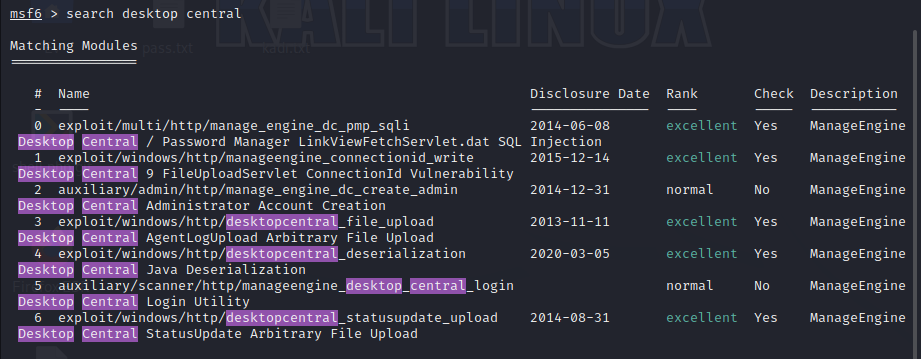 KALI LINUX
msf6 > search desktop central
Matching Modules
================
pass.txt
# Name Disclosure Date Rank Check Description
- ---- --------------- ---- ----- -----------
0 exploit/multi/http/manage_engine_dc_pmp_sqli 2014-06-08 excellent Yes ManageEngine
Desktop Central / Password Manager LinkViewFetchServlet.dat SQL Injection
1 exploit/windows/http/manageengine_connectionid_write 2015-12-14 excellent Yes ManageEngine
Desktop Central 9 FileUploadServlet ConnectionId Vulnerability
2 auxiliary/admin/http/manage_engine_dc_create_admin 2014-12-31 normal No ManageEngine
Desktop Central Administrator Account Creation
3 exploit/windows/http/desktopcentral_file_upload 2013-11-11 excellent Yes ManageEngine
Desktop Central AgentLogUpload Arbitrary File Upload
4 exploit/windows/http/desktopcentral_deserialization 2020-03-05 excellent Yes ManageEngine
Desktop Central Java Deserialization
5 auxiliary/scanner/http/manageengine_desktop_central_login normal No ManageEngine
Desktop Central Login Utility
6 exploit/windows/http/desktopcentral_statusupdate_upload 2014-08-31 excellent Yes ManageEngine
Desktop Central StatusUpdate Arbitrary File Upload